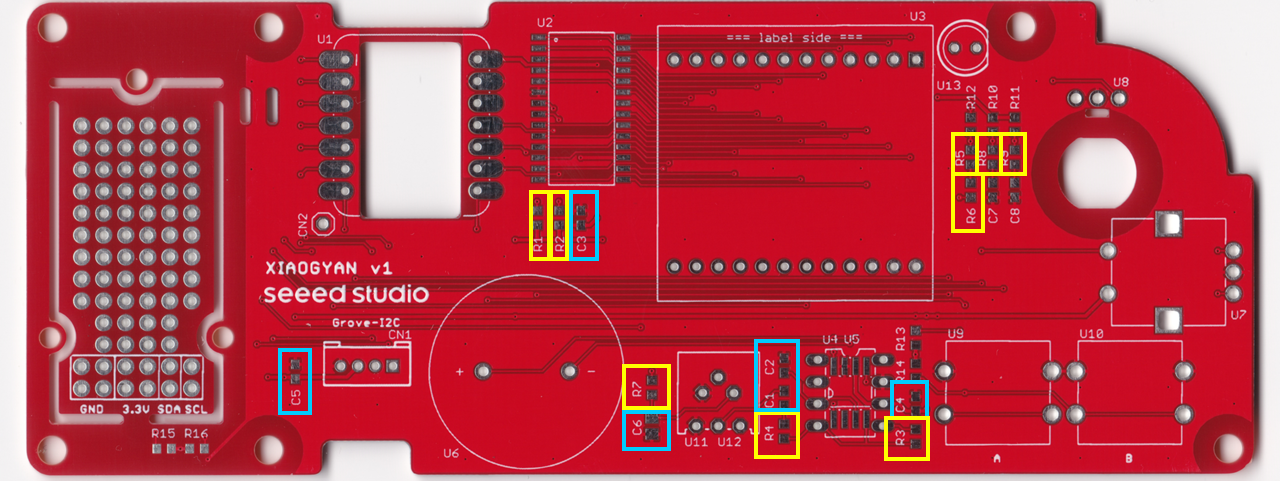 U1
U2
U3
=== label side ===
U13
R12
R10
R11
U8
R5
R8
R9
R6
C7
C8
CN2
R1
R2
C3
XIAOGYAN v1
seeed studio
Grove-I2C
CN1
U7
C5
+
-
R7
C6
U6
U11
U12
C2
C1
R4
U4
U5
R13
R14
C4
R3
U9
U10
A
B
GND
3.3V
SDA
SCL
R15
R16